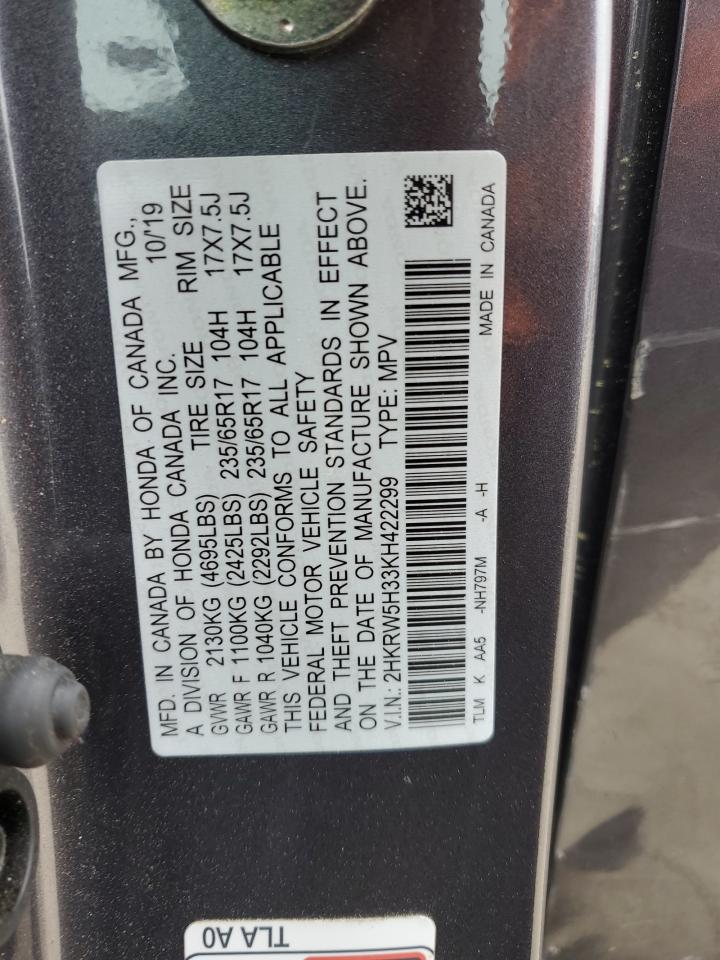 MFD. IN CANADA BY HONDA OF CANADA MFG.,
A DIVISION OF HONDA CANADA INC. 10/19
GVWR 2130KG (4695LBS) TIRE SIZE RIM SIZE
GAWR F 1100KG (2425LBS) 235/65R17 104H 17X7.5J
GAWR R 1040KG (2292LBS) 235/65R17 104H 17X7.5J
THIS VEHICLE CONFORMS TO ALL APPLICABLE
FEDERAL MOTOR VEHICLE SAFETY
AND THEFT PREVENTION STANDARDS IN EFFECT
ON THE DATE OF MANUFACTURE SHOWN ABOVE.
V.I.N.: 2HKRW5H33KH422299 TYPE: MPV
TLM K AA5 -NH797M -A -H MADE IN CANADA
TLA A0